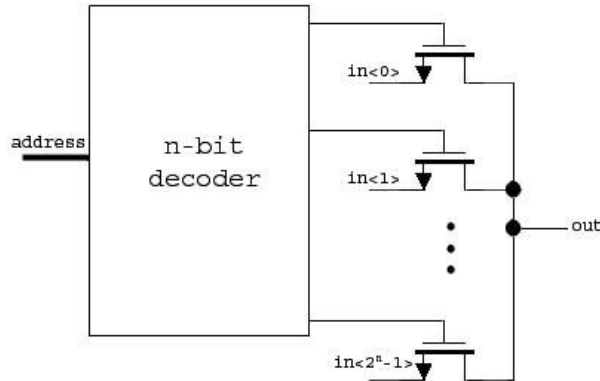 address
n-bit
decoder
in<0>
in<1>
out
in<2ⁿ-1>